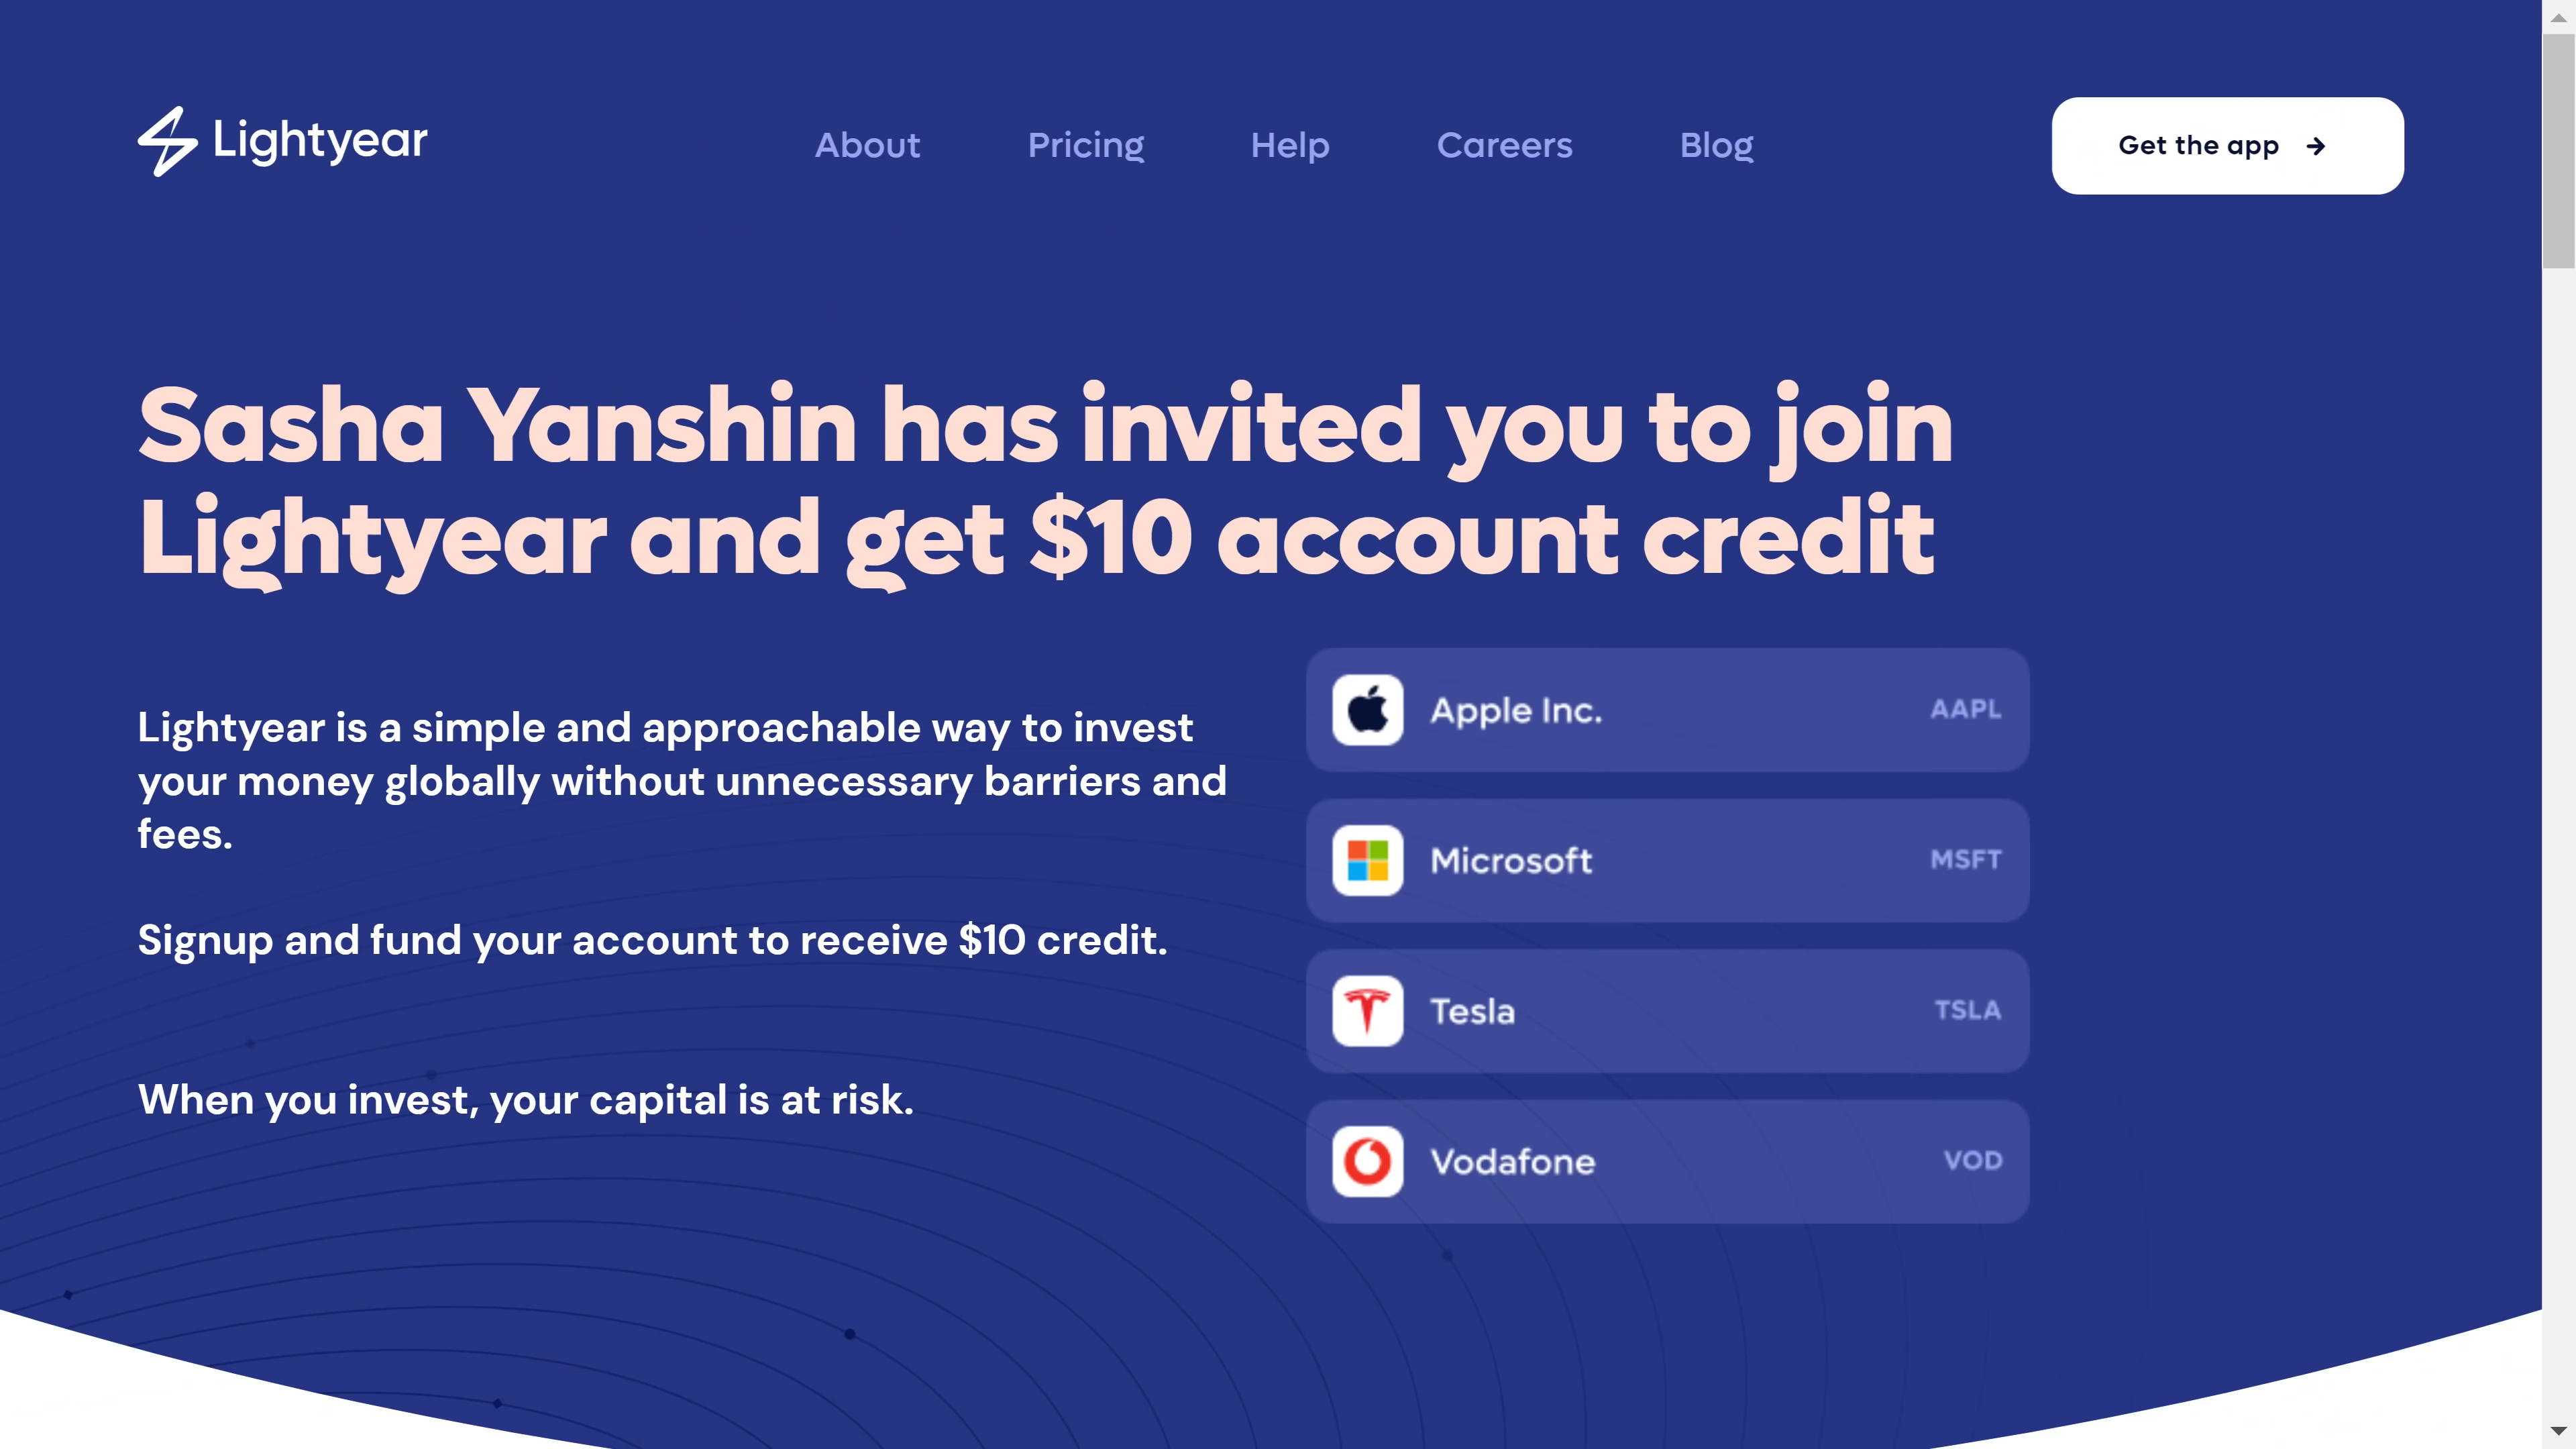 Lightyear
About
Pricing
Help
Careers
Blog
Get the app
Sasha Yanshin has invited you to join
Lightyear and get $10 account credit
Lightyear is a simple and approachable way to invest
your money globally without unnecessary barriers and
fees.
Signup and fund your account to receive $10 credit.
When you invest, your capital is at risk.
Apple Inc. AAPL
Microsoft MSFT
Tesla TSLA
Vodafone VOD